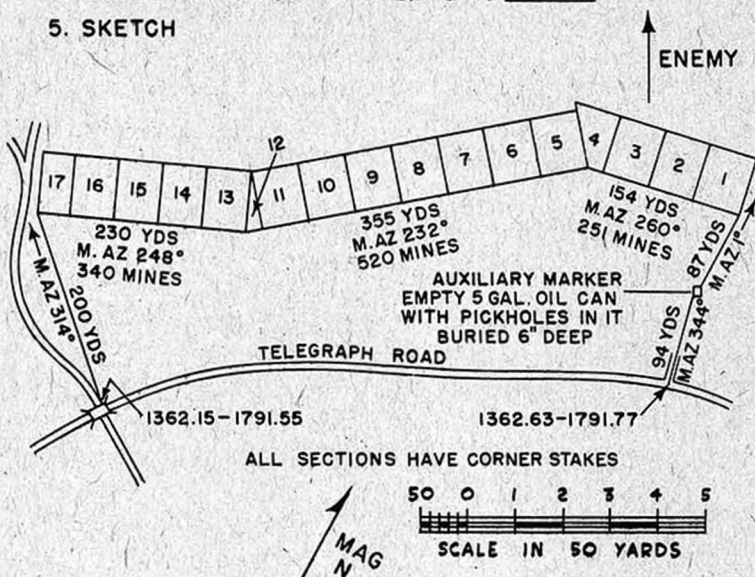 5. SKETCH
ENEMY
12
17 16 15 14 13 11 10 9 8 7 6 5 4 3 2 1
230 YDS
M. AZ 248°
340 MINES
355 YDS
M. AZ 232°
520 MINES
154 YDS
M. AZ 260°
251 MINES
87 YDS
M. AZ 1°
AUXILIARY MARKER
EMPTY 5 GAL. OIL CAN
WITH PICKHOLES IN IT
BURIED 6" DEEP
94 YDS
M. AZ 344°
M. AZ 314°
200 YDS
TELEGRAPH ROAD
1362.15-1791.55
1362.63-1791.77
ALL SECTIONS HAVE CORNER STAKES
50 0 1 2 3 4 5
SCALE IN 50 YARDS
MAG
N